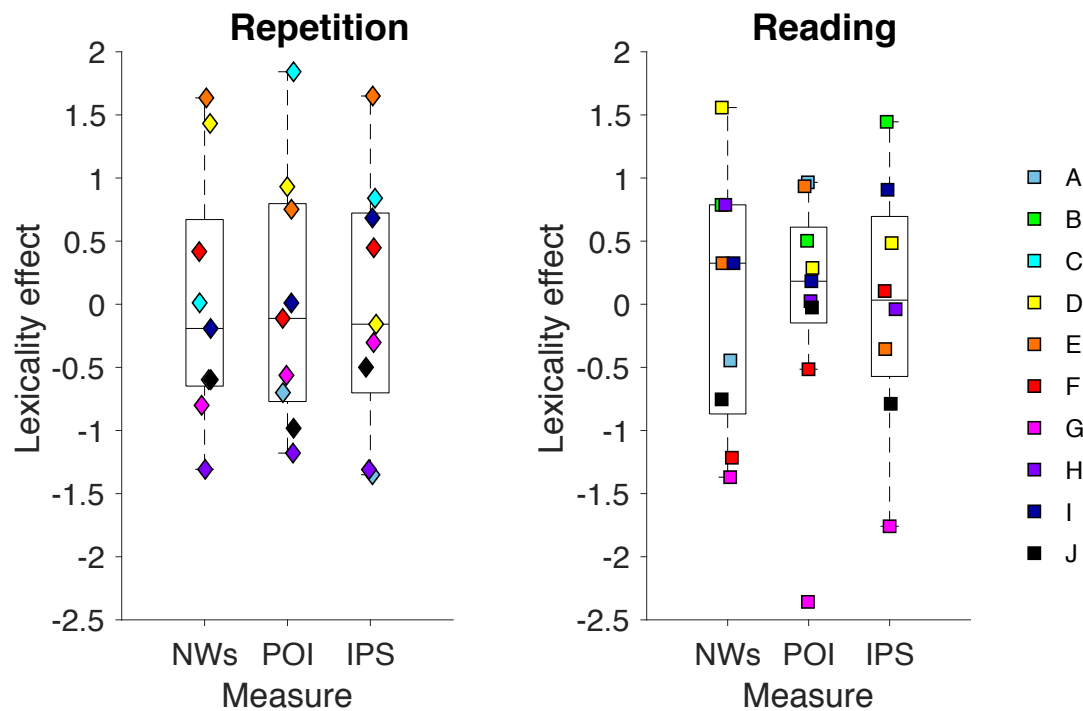 Repetition
2
1.5
1
0.5
0
-0.5
-1
-1.5
-2
-2.5
Lexicality effect
NWs POI IPS
Measure
Reading
2
1.5
1
0.5
0
-0.5
-1
-1.5
-2
-2.5
Lexicality effect
NWs POI IPS
Measure
A
B
C
D
E
F
G
H
I
J